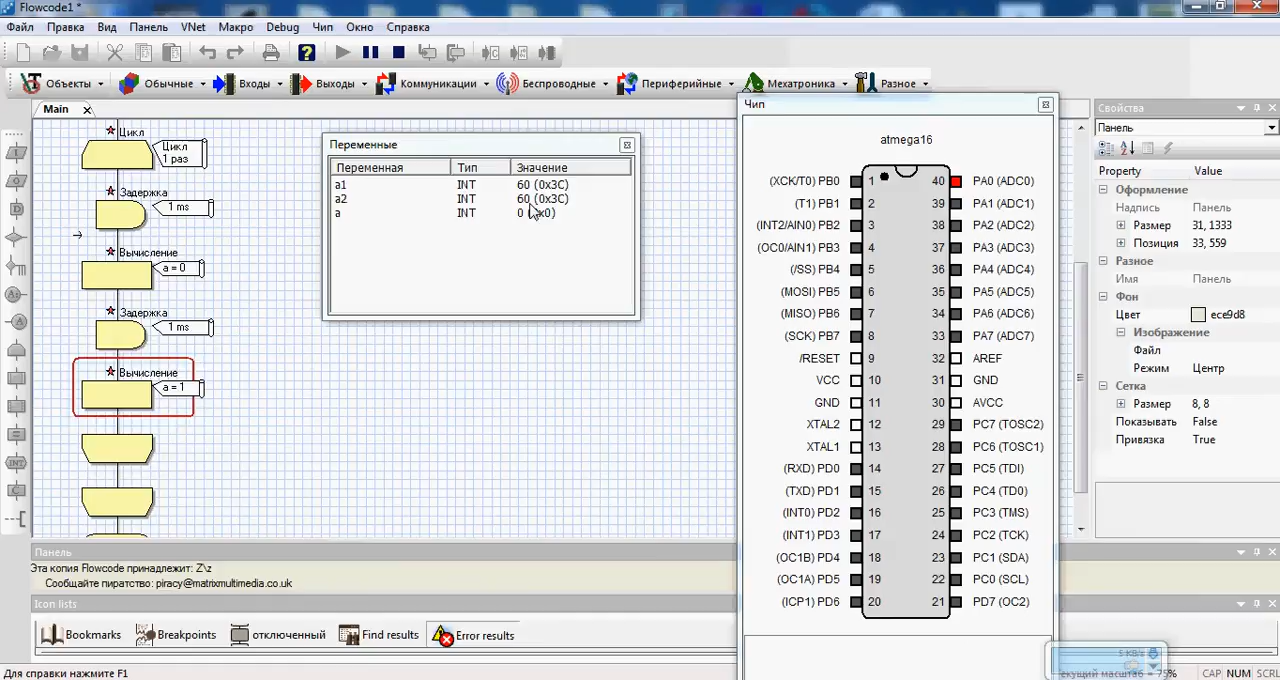 Flowcode1 *
Файл Правка Вид Панель VNet Макро Debug Чип Окно Справка
Объекты Обычные Входы Выходы Коммуникации Беспроводные Периферийные Мехатроника Разное
Main
Цикл
Цикл
1 раз
Задержка
1 ms
Вычисление
a = 0
Задержка
1 ms
Вычисление
a = 1
Переменные
Переменная Тип Значение
a1 INT 60 (0x3C)
a2 INT 60 (0x3C)
a INT 0 (0x0)
Чип
atmega16
(XCK/T0) PB0 1 40 PA0 (ADC0)
(T1) PB1 2 39 PA1 (ADC1)
(INT2/AIN0) PB2 3 38 PA2 (ADC2)
(OC0/AIN1) PB3 4 37 PA3 (ADC3)
(/SS) PB4 5 36 PA4 (ADC4)
(MOSI) PB5 6 35 PA5 (ADC5)
(MISO) PB6 7 34 PA6 (ADC6)
(SCK) PB7 8 33 PA7 (ADC7)
/RESET 9 32 AREF
VCC 10 31 GND
GND 11 30 AVCC
XTAL2 12 29 PC7 (TOSC2)
XTAL1 13 28 PC6 (TOSC1)
(RXD) PD0 14 27 PC5 (TDI)
(TXD) PD1 15 26 PC4 (TD0)
(INT0) PD2 16 25 PC3 (TMS)
(INT1) PD3 17 24 PC2 (TCK)
(OC1B) PD4 18 23 PC1 (SDA)
(OC1A) PD5 19 22 PC0 (SCL)
(ICP1) PD6 20 21 PD7 (OC2)
Свойства
Панель
Property Value
Оформление
Надпись Панель
Размер 31, 1333
Позиция 33, 559
Разное
Имя Панель
Фон
Цвет ece9d8
Изображение
Файл
Режим Центр
Сетка
Размер 8, 8
Показывать False
Привязка True
Панель
Эта копия Flowcode принадлежит: Z\z
Сообщайте пиратство: piracy@matrixmultimedia.co.uk
Icon lists
Bookmarks Breakpoints отключенный Find results Error results
5 KB/s
Для справки нажмите F1
Текущий масштаб = 75% CAP NUM SCRL